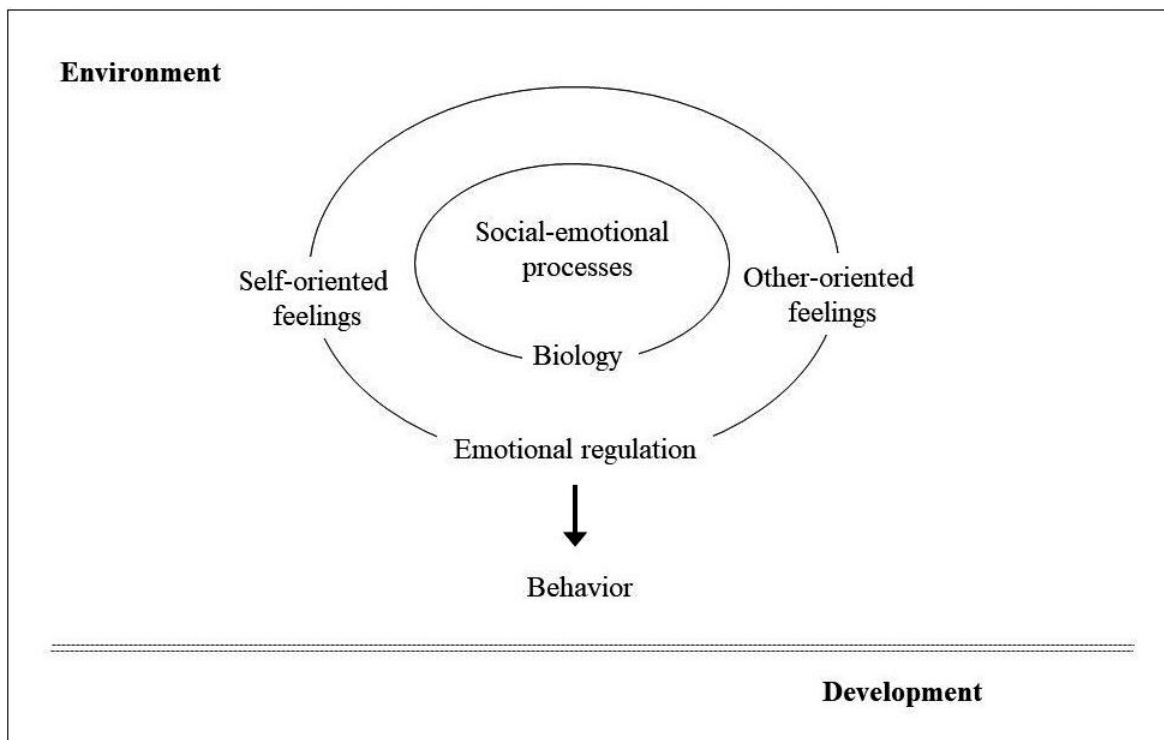 Environment
Social-emotional
processes
Self-oriented
feelings
Other-oriented
feelings
Biology
Emotional regulation
Behavior
Development